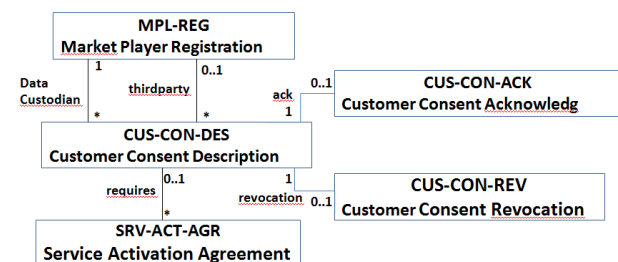 MPL-REG
Market Player Registration
1
0..1
Data
Custodian
thirdparty
*
*
ack
0..1
1
CUS-CON-ACK
Customer Consent Acknowledg
CUS-CON-DES
Customer Consent Description
requires
0..1
*
1
revocation
0..1
CUS-CON-REV
Customer Consent Revocation
SRV-ACT-AGR
Service Activation Agreement